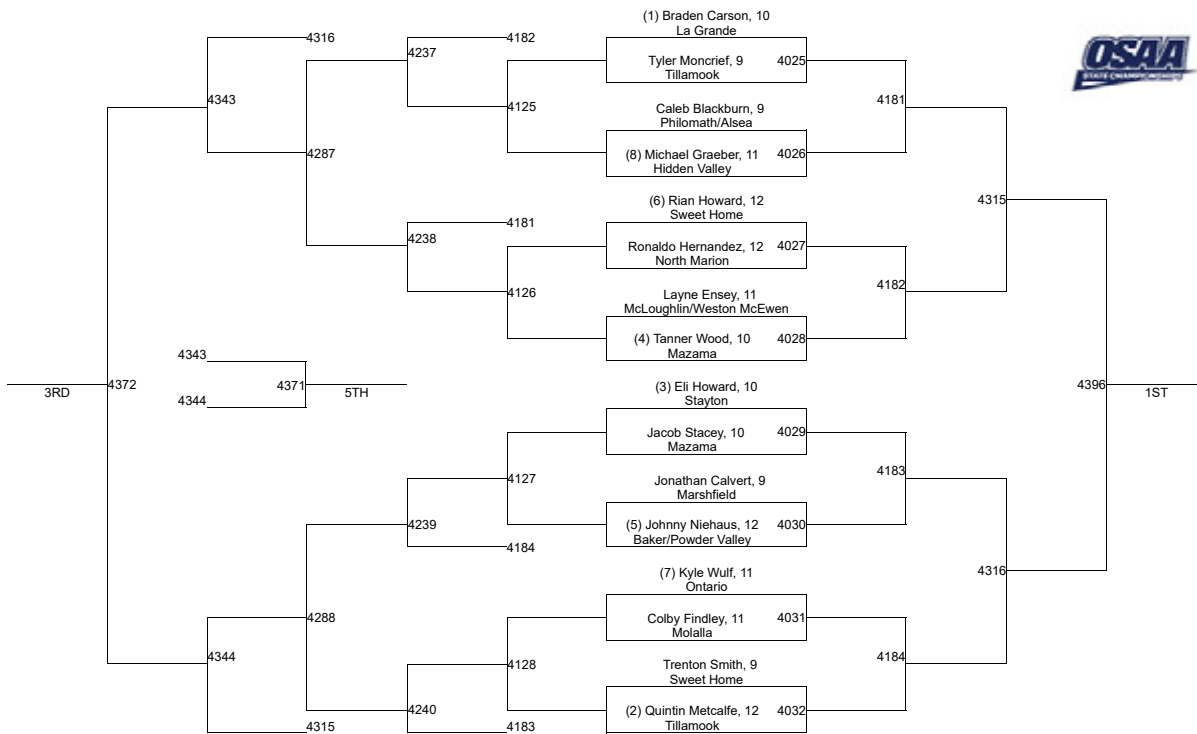 (1) Braden Carson, 10
La Grande
4316
4182
4237
OSAA
STATE CHAMPIONSHIPS
Tyler Moncrief, 9
4025
Tillamook
4343
4125
4181
Caleb Blackburn, 9
Philomath/Alsea
4287
(8) Michael Graeber, 11
4026
Hidden Valley
(6) Rian Howard, 12
4315
Sweet Home
4181
4238
Ronaldo Hernandez, 12
4027
North Marion
4126
4182
Layne Ensey, 11
McLoughlin/Weston McEwen
(4) Tanner Wood, 10
4028
Mazama
4343
4372
4371
4396
3RD
5TH
1ST
4344
(3) Eli Howard, 10
Stayton
Jacob Stacey, 10
4029
Mazama
4127
4183
Jonathan Calvert, 9
Marshfield
4239
(5) Johnny Niehaus, 12
4030
Baker/Powder Valley
4184
(7) Kyle Wulf, 11
4316
Ontario
4288
Colby Findley, 11
4031
Molalla
4344
4128
4184
Trenton Smith, 9
Sweet Home
4240
(2) Quintin Metcalfe, 12
4032
Tillamook
4315
4183